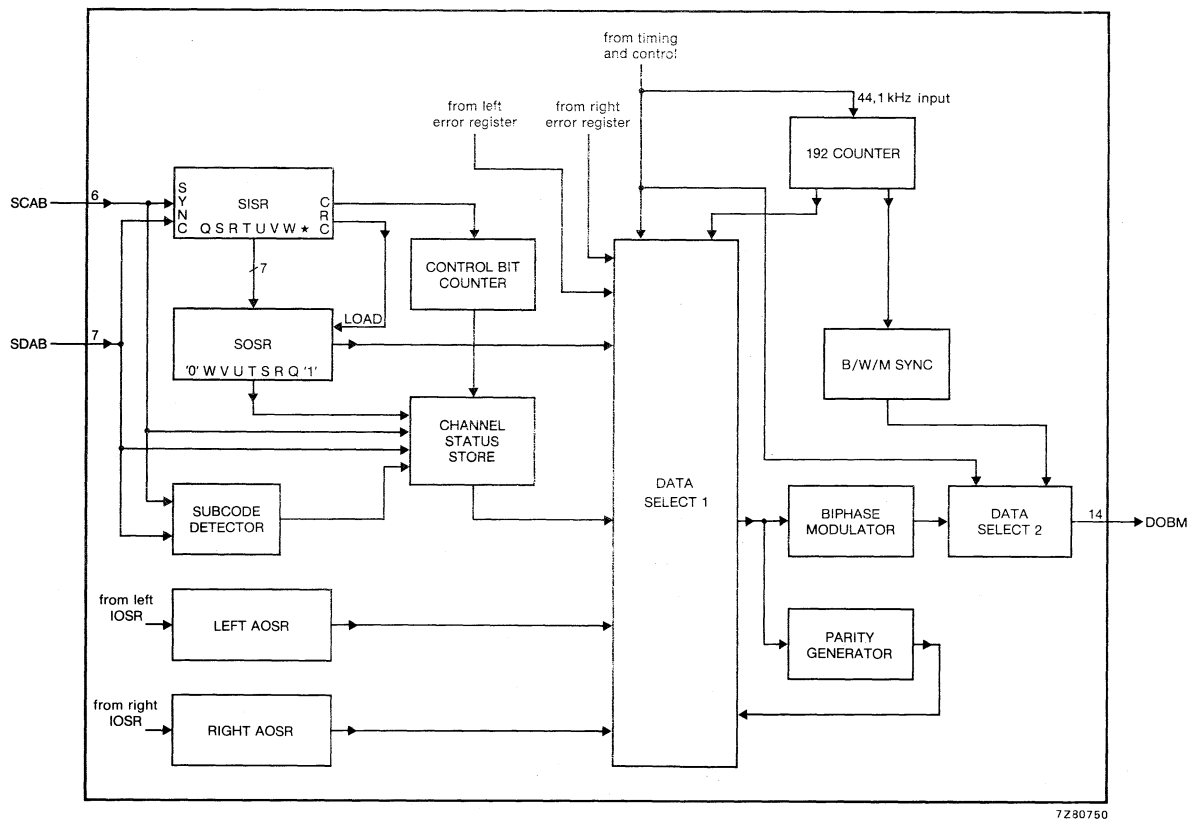 from timing
and control
44,1 kHz input
from left
error register
from right
error register
192 COUNTER
SCAB
6
SYNC
SISR
CRC
Q S R T U V W ★
7
CONTROL BIT
COUNTER
LOAD
SDAB
7
SOSR
'0' W V U T S R Q '1'
B/W/M SYNC
CHANNEL
STATUS
STORE
DATA
SELECT 1
SUBCODE
DETECTOR
BIPHASE
MODULATOR
DATA
SELECT 2
14
DOBM
from left
IOSR
LEFT AOSR
PARITY
GENERATOR
from right
IOSR
RIGHT AOSR
7Z80750